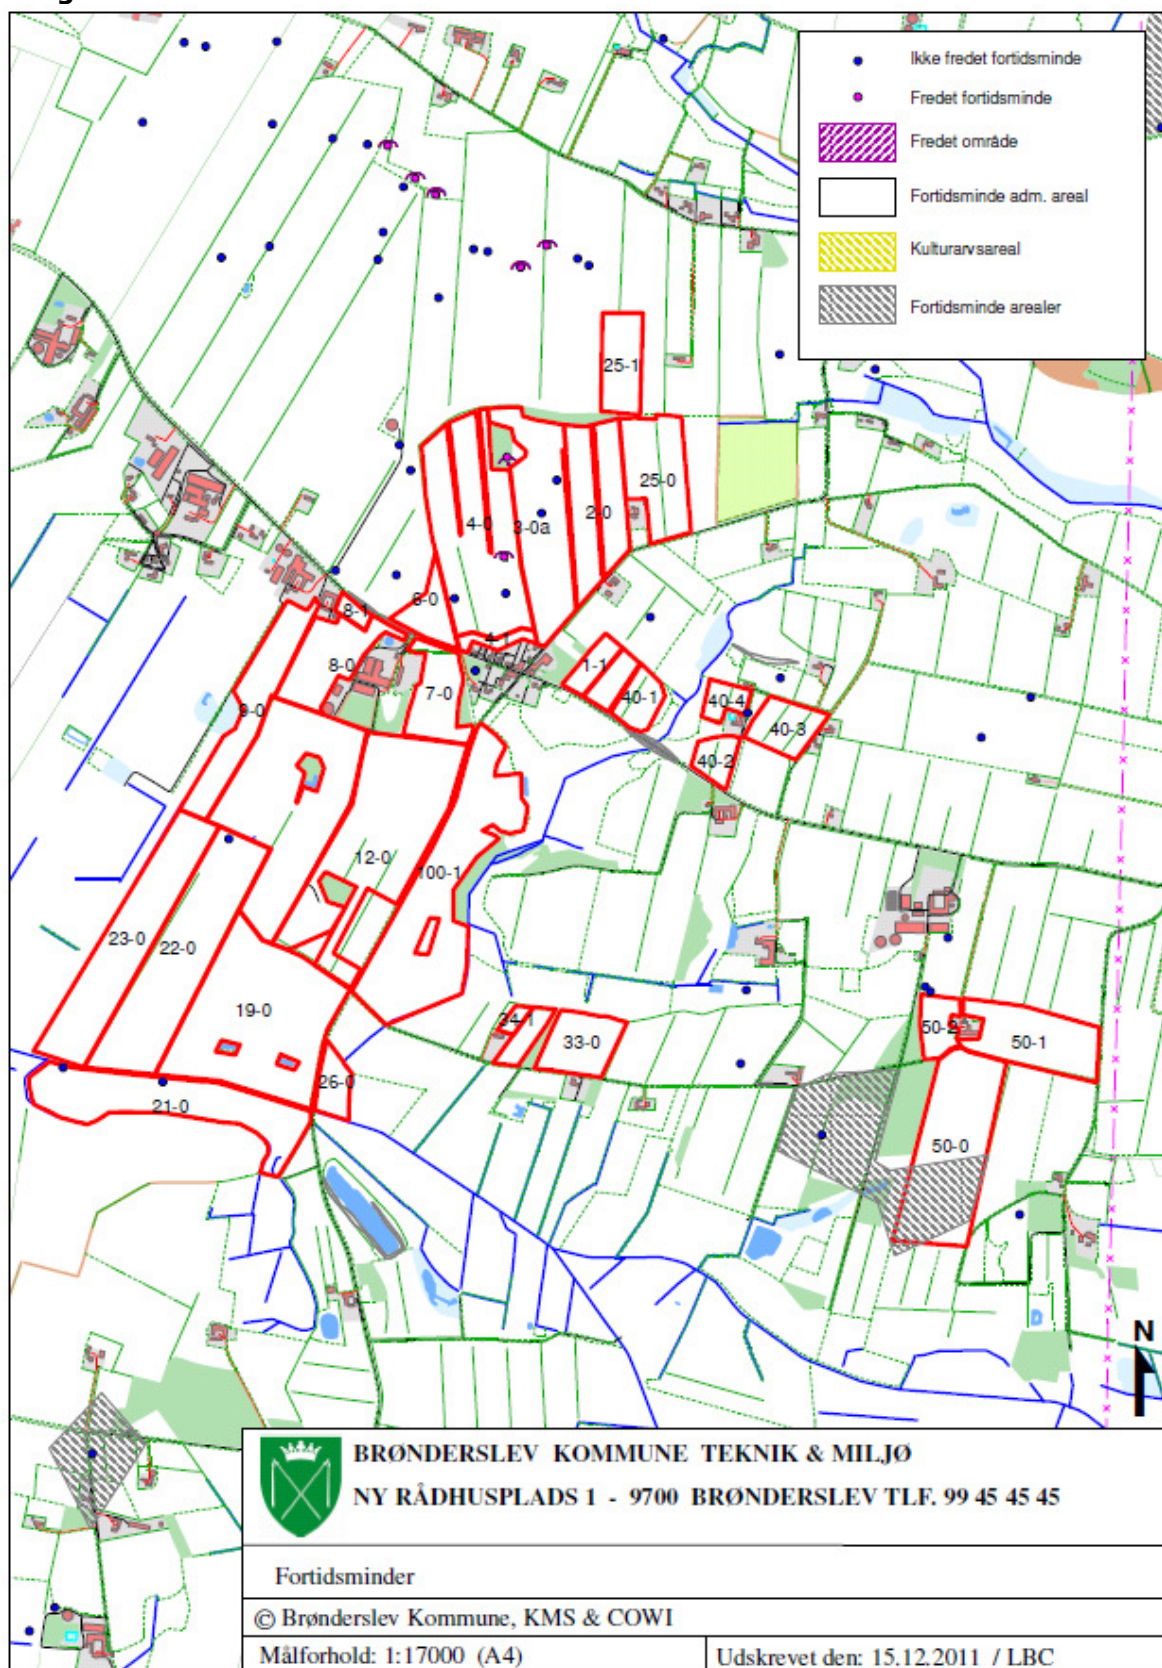 Ikke fredet fortidsminde
Fredet fortidsminde
Fredet område
Fortidsminde adm. areal
Kulturarvsareal
Fortidsminde arealer
25-1
25-0
4-0
3-0a
2-0
6-0
8-1
4-1
8-0
7-0
1-1
40-1
40-4
40-3
40-2
9-0
12-0
100-1
23-0
22-0
19-0
34-1
33-0
50-2
50-1
26-0
21-0
50-0
N
BRØNDERSLEV KOMMUNE TEKNIK & MILJØ
NY RÅDHUSPLADS 1 - 9700 BRØNDERSLEV TLF. 99 45 45 45
Fortidsminder
© Brønderslev Kommune, KMS & COWI
Målforhold: 1:17000 (A4)
Udskrevet den: 15.12.2011 / LBC